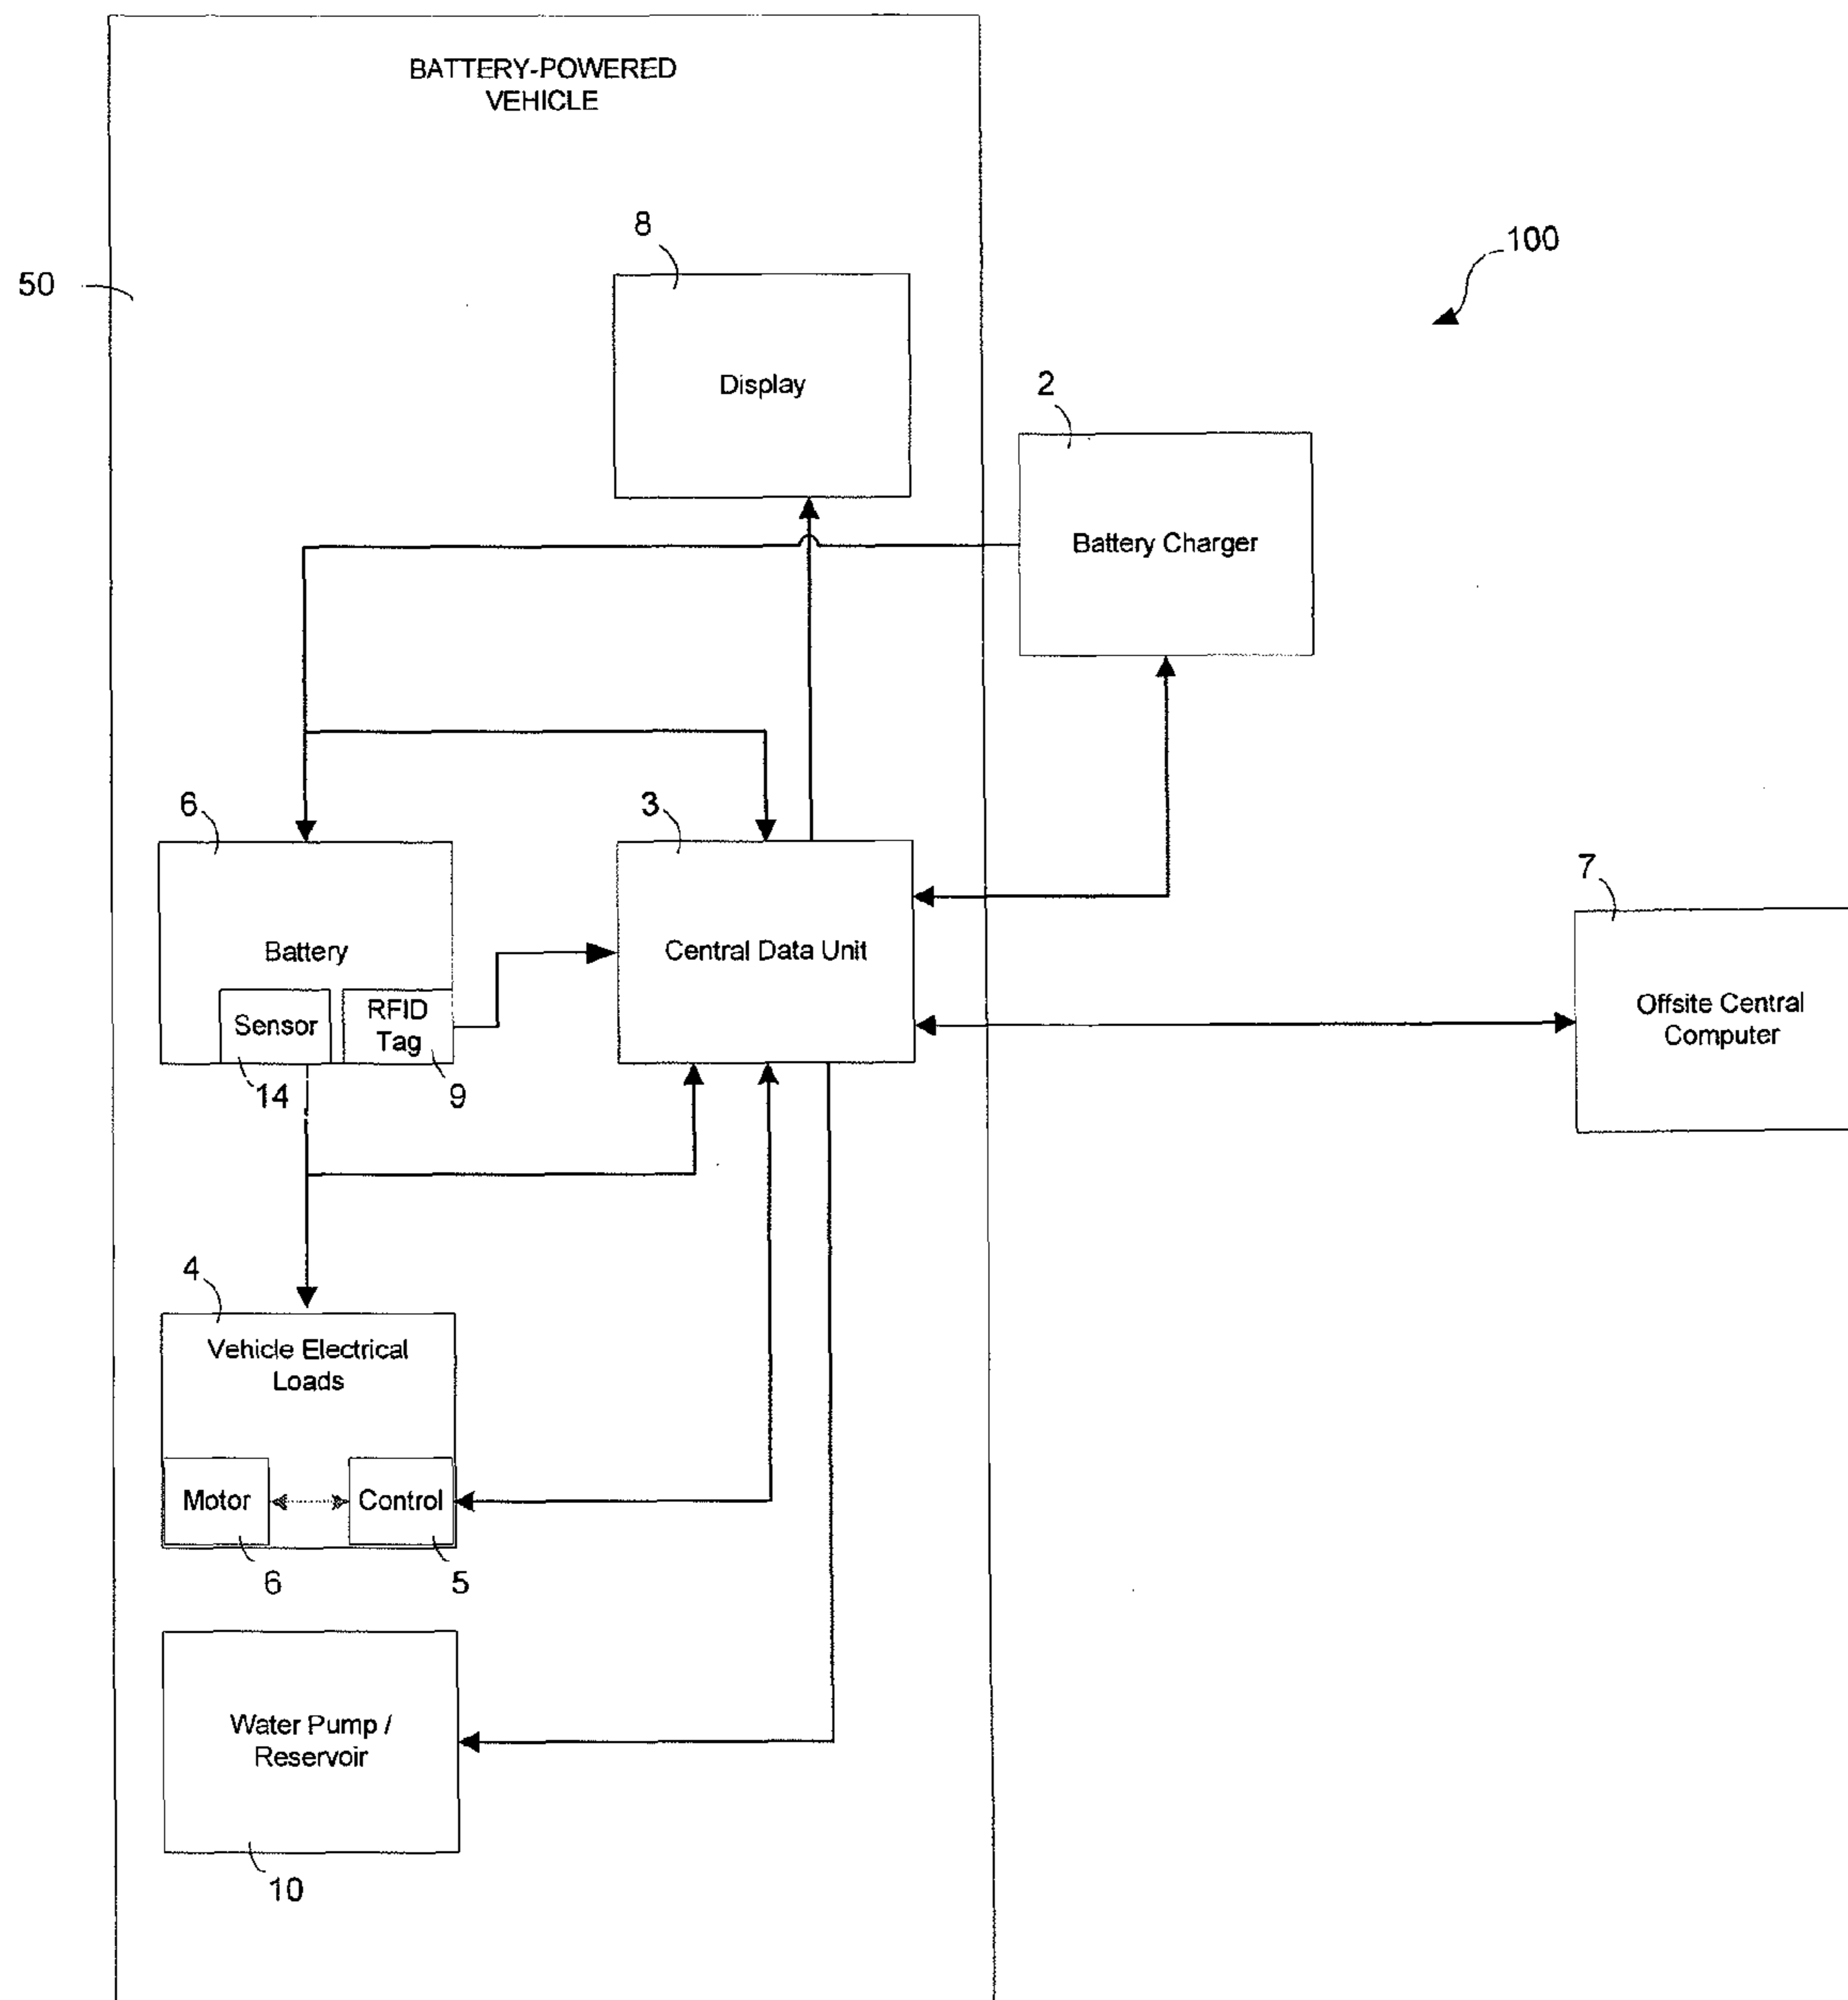 BATTERY-POWERED
VEHICLE
8
50
100
Display
2
Battery Charger
6
3
7
Battery
Central Data Unit
Sensor
RFID
Tag
Offsite Central
Computer
14
9
4
Vehicle Electrical
Loads
Motor
Control
6
5
Water Pump /
Reservoir
10